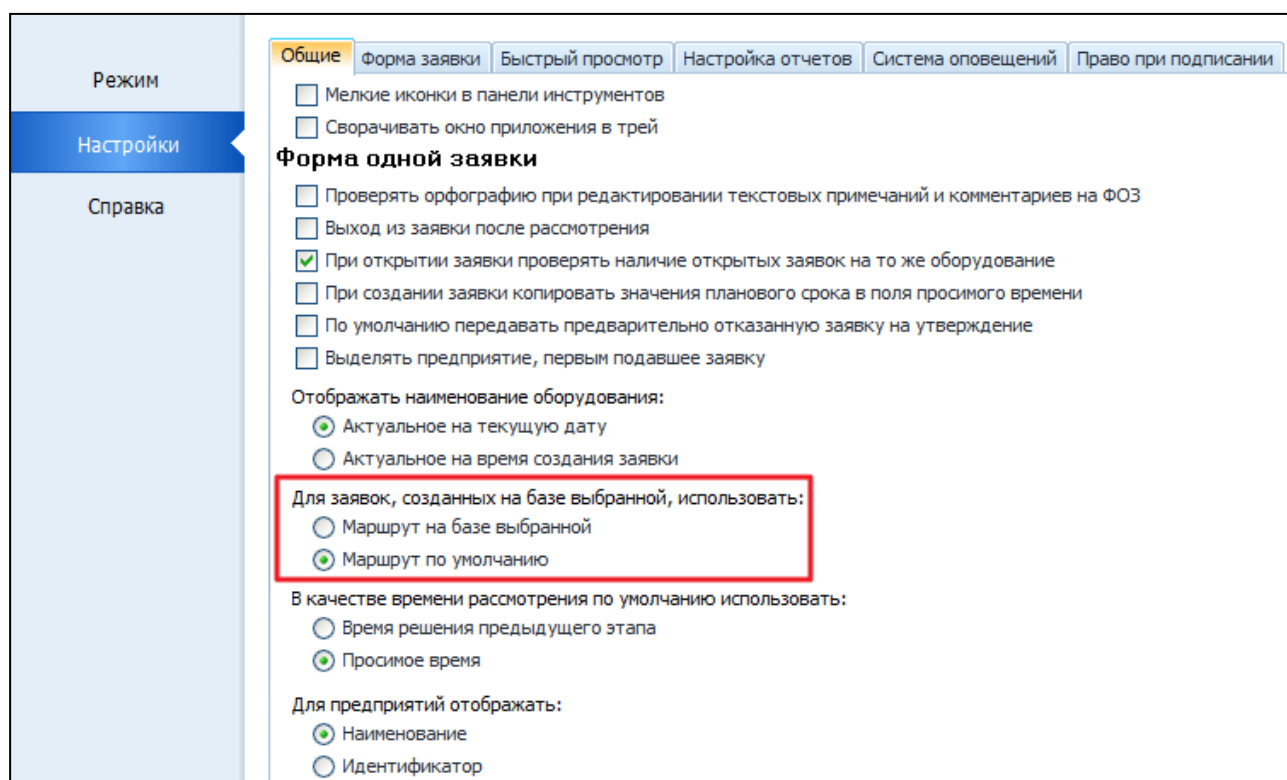 Режим
Настройки
Справка
Общие
Форма заявки
Быстрый просмотр
Настройка отчетов
Система оповещений
Право при подписании
Мелкие иконки в панели инструментов
Сворачивать окно приложения в трей
Форма одной заявки
Проверять орфографию при редактировании текстовых примечаний и комментариев на ФОЗ
Выход из заявки после рассмотрения
При открытии заявки проверять наличие открытых заявок на то же оборудование
При создании заявки копировать значения планового срока в поля просимого времени
По умолчанию передавать предварительно отказанную заявку на утверждение
Выделять предприятие, первым подавшее заявку
Отображать наименование оборудования:
Актуальное на текущую дату
Актуальное на время создания заявки
Для заявок, созданных на базе выбранной, использовать:
Маршрут на базе выбранной
Маршрут по умолчанию
В качестве времени рассмотрения по умолчанию использовать:
Время решения предыдущего этапа
Просимое время
Для предприятий отображать:
Наименование
Идентификатор